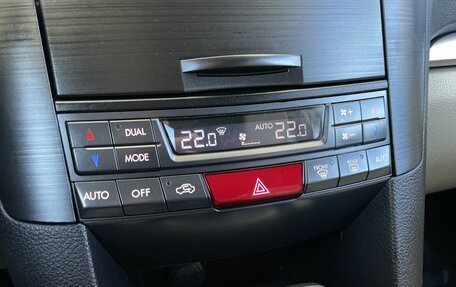 DUAL
22.0 AUTO 22.0
MODE
AUTO OFF
FRONT REAR A/C